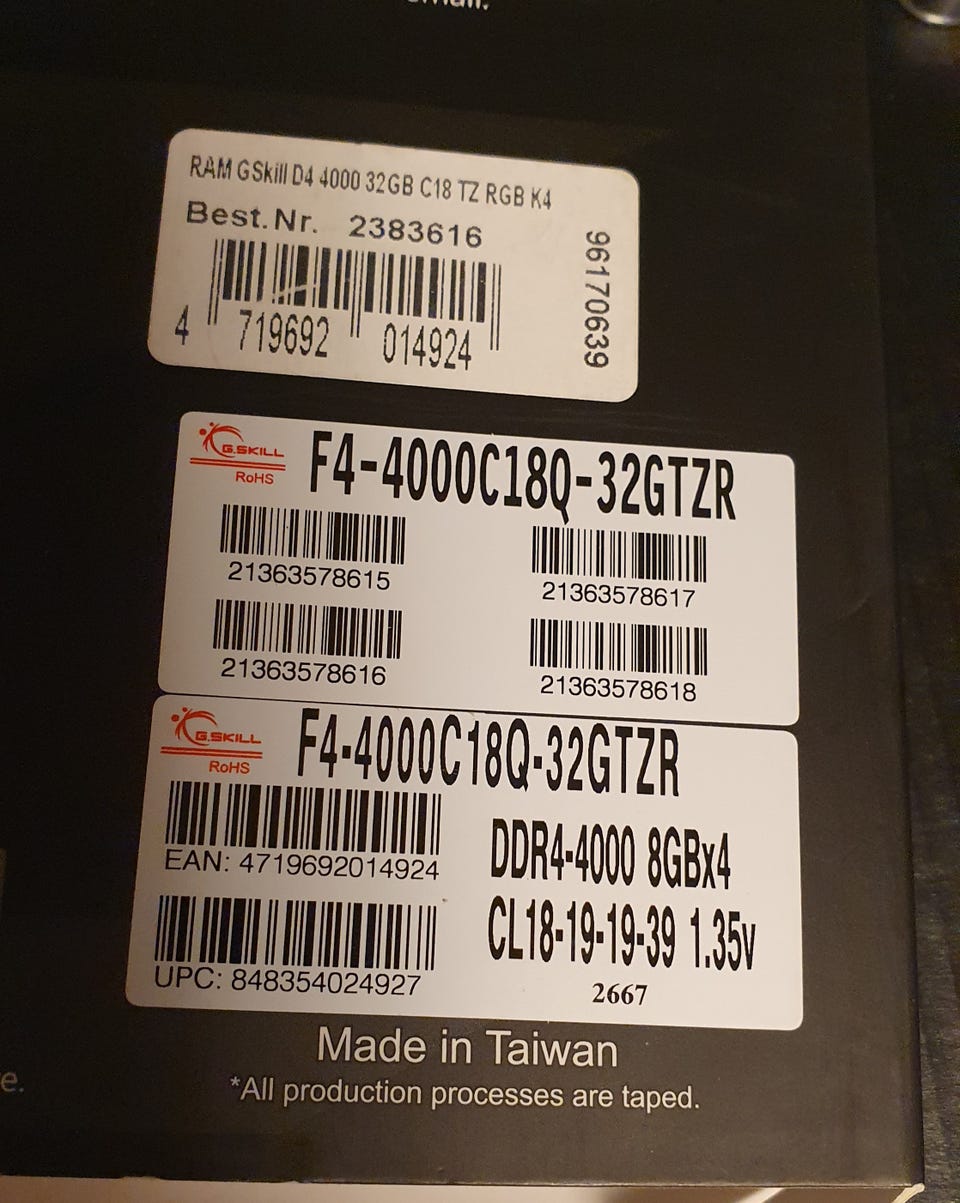 RAM GSkill D4 4000 32GB C18 TZ RGB K4
Best.Nr. 2383616
96170639
4 719692 014924
G.SKILL
RoHS
F4-4000C18Q-32GTZR
21363578615
21363578617
21363578616
21363578618
G.SKILL
RoHS
F4-4000C18Q-32GTZR
EAN: 4719692014924
DDR4-4000 8GBx4
CL18-19-19-39 1.35v
UPC: 848354024927
2667
Made in Taiwan
*All production processes are taped.
e.